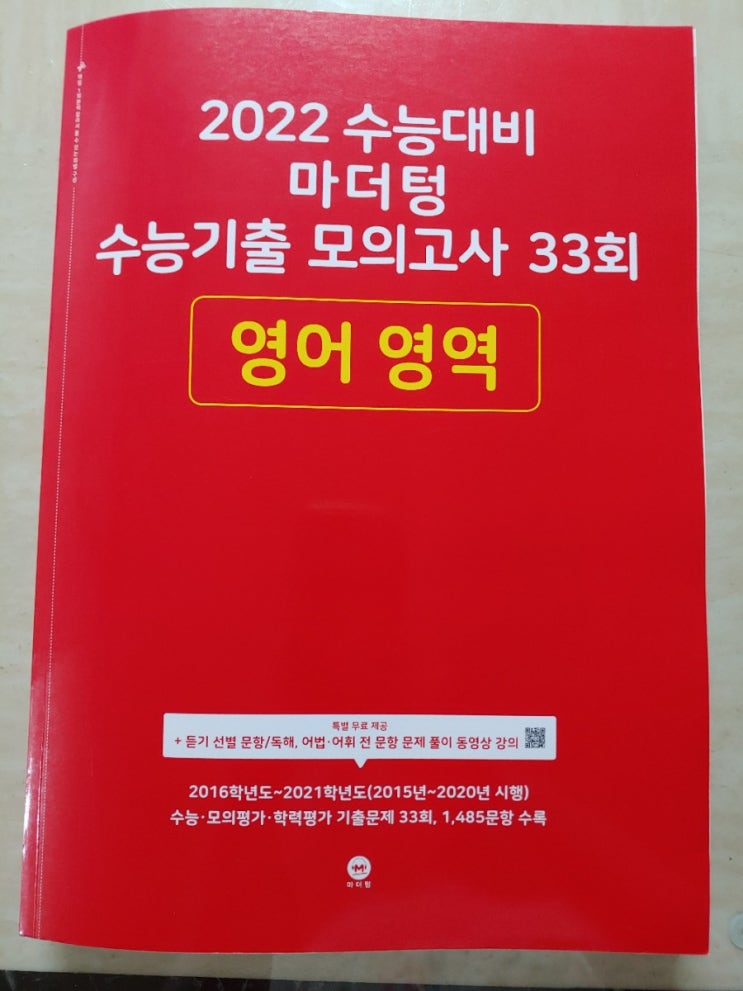 2022 수능대비
마더텅
수능기출 모의고사 33회
영어 영역
특별 무료 제공
+ 듣기 선별 문항/독해, 어법·어휘 전 문항 문제 풀이 동영상 강의
2016학년도~2021학년도(2015년~2020년 시행)
수능·모의평가·학력평가 기출문제 33회, 1,485문항 수록
M
마더텅